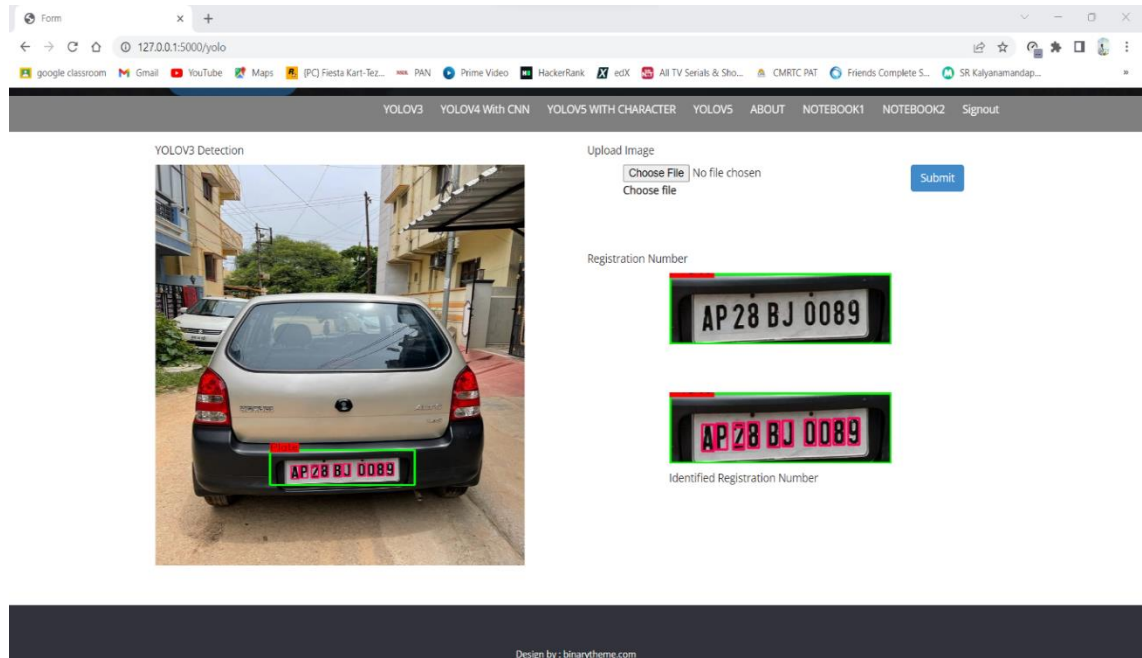 Form
127.0.0.1:5000/yolo
google classroom Gmail YouTube Maps (PC) Fiesta Kart-Tez... PAN Prime Video HackerRank edX All TV Serials & Sho... CMRTC PAT Friends Complete S... SR Kalyanamandap...
YOLOV3 YOLOV4 With CNN YOLOV5 WITH CHARACTER YOLOV5 ABOUT NOTEBOOK1 NOTEBOOK2 Signout
YOLOV3 Detection
AP 28 BJ 0089
Upload Image
Choose File No file chosen
Choose file
Submit
Registration Number
AP 28 BJ 0089
AP 28 BJ 0089
Identified Registration Number
Design by : binarytheme.com